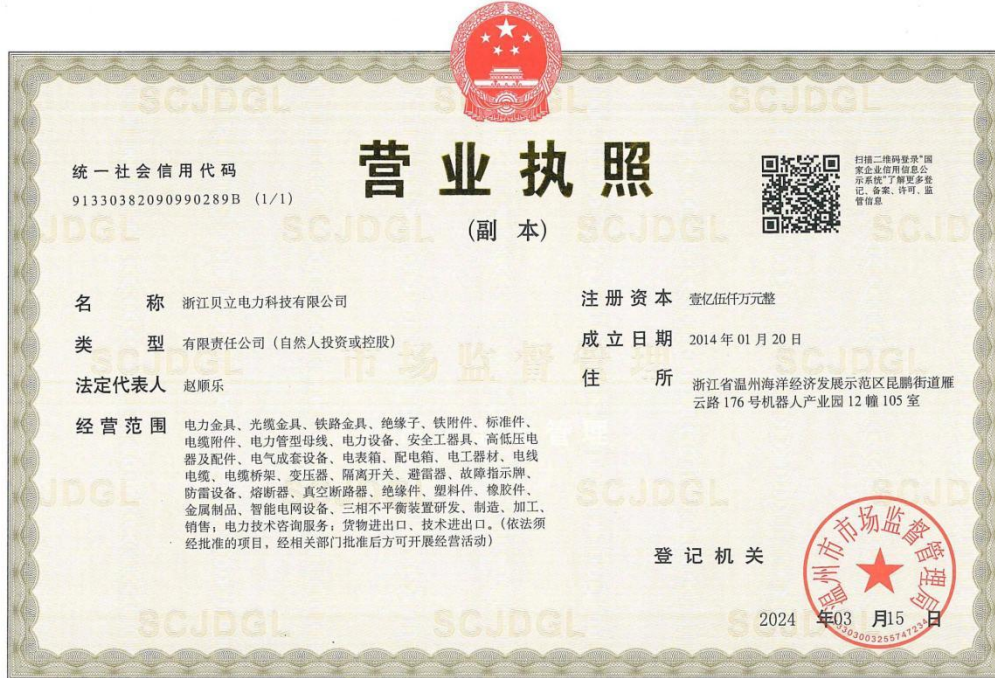 营业执照
(副 本)
统一社会信用代码
91330382090990289B (1/1)
扫描二维码登录"国
家企业信用信息公
示系统"了解更多登
记、备案、许可、监
管信息
名 称 浙江贝立电力科技有限公司
类 型 有限责任公司（自然人投资或控股）
法定代表人 赵顺乐
经营范围 电力金具、光缆金具、铁路金具、绝缘子、铁附件、标准件、
电缆附件、电力管型母线、电力设备、安全工器具、高低压电
器及配件、电气成套设备、电表箱、配电箱、电工器材、电线
电缆、电缆桥架、变压器、隔离开关、避雷器、故障指示牌、
防雷设备、熔断器、真空断路器、绝缘件、塑料件、橡胶件、
金属制品、智能电网设备、三相不平衡装置研发、制造、加工、
销售；电力技术咨询服务；货物进出口、技术进出口。（依法须
经批准的项目，经相关部门批准后方可开展经营活动）
注册资本 壹亿伍仟万元整
成立日期 2014年01月20日
住 所 浙江省温州海洋经济发展示范区昆鹏街道雁
云路176号机器人产业园12幢105室
登记机关
温州市市场监督管理局
2024 年03 月15 日
SCJDGL
市场监督管理